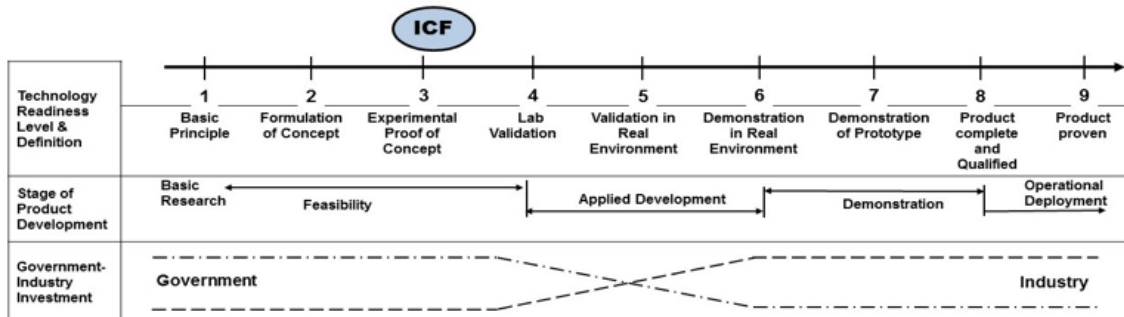 ICF
Technology
Readiness
Level &
Definition
1 2 3 4 5 6 7 8 9
Basic
Principle
Formulation
of Concept
Experimental
Proof of
Concept
Lab
Validation
Validation in
Real
Environment
Demonstration
in Real
Environment
Demonstration
of Prototype
Product
complete
and
Qualified
Product
proven
Stage of
Product
Development
Basic
Research
Feasibility
Applied Development
Demonstration
Operational
Deployment
Government-
Industry
Investment
Government
Industry